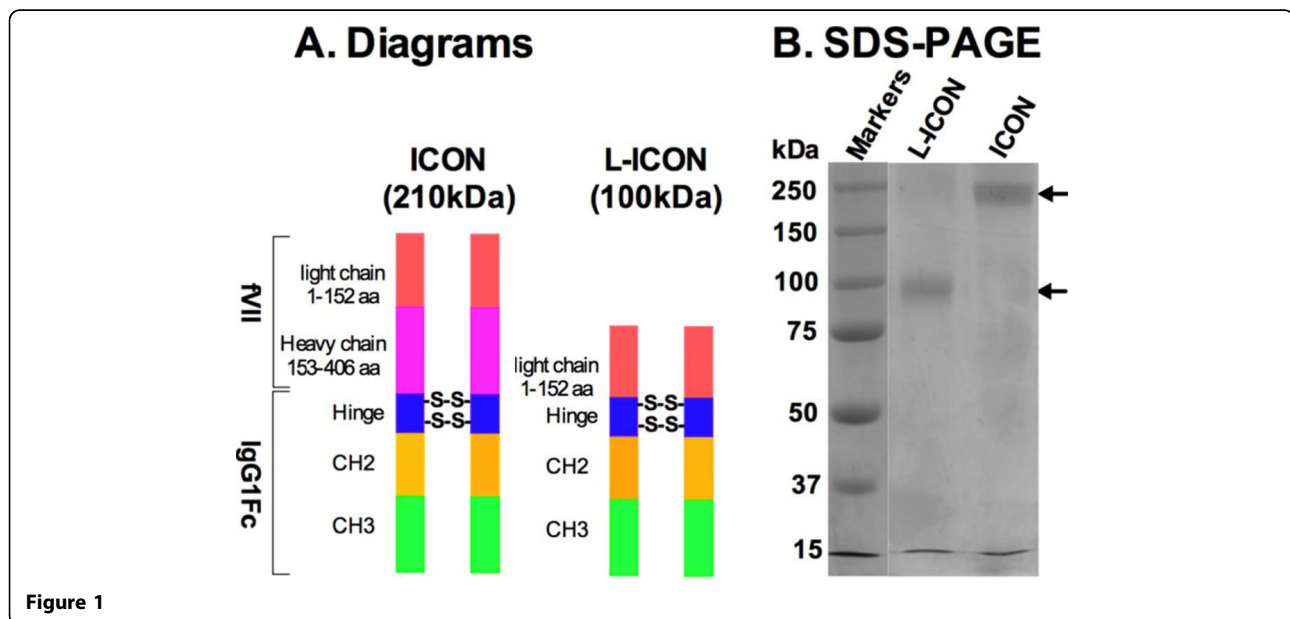 A. Diagrams
ICON
(210kDa)
L-ICON
(100kDa)
fVII
light chain
1-152 aa
Heavy chain
153-406 aa
IgG1Fc
Hinge
-S-S-
-S-S-
CH2
CH3
light chain
1-152 aa
Hinge
-S-S-
-S-S-
CH2
CH3
B. SDS-PAGE
kDa
Markers
L-ICON
ICON
250
150
100
75
50
37
15
Figure 1